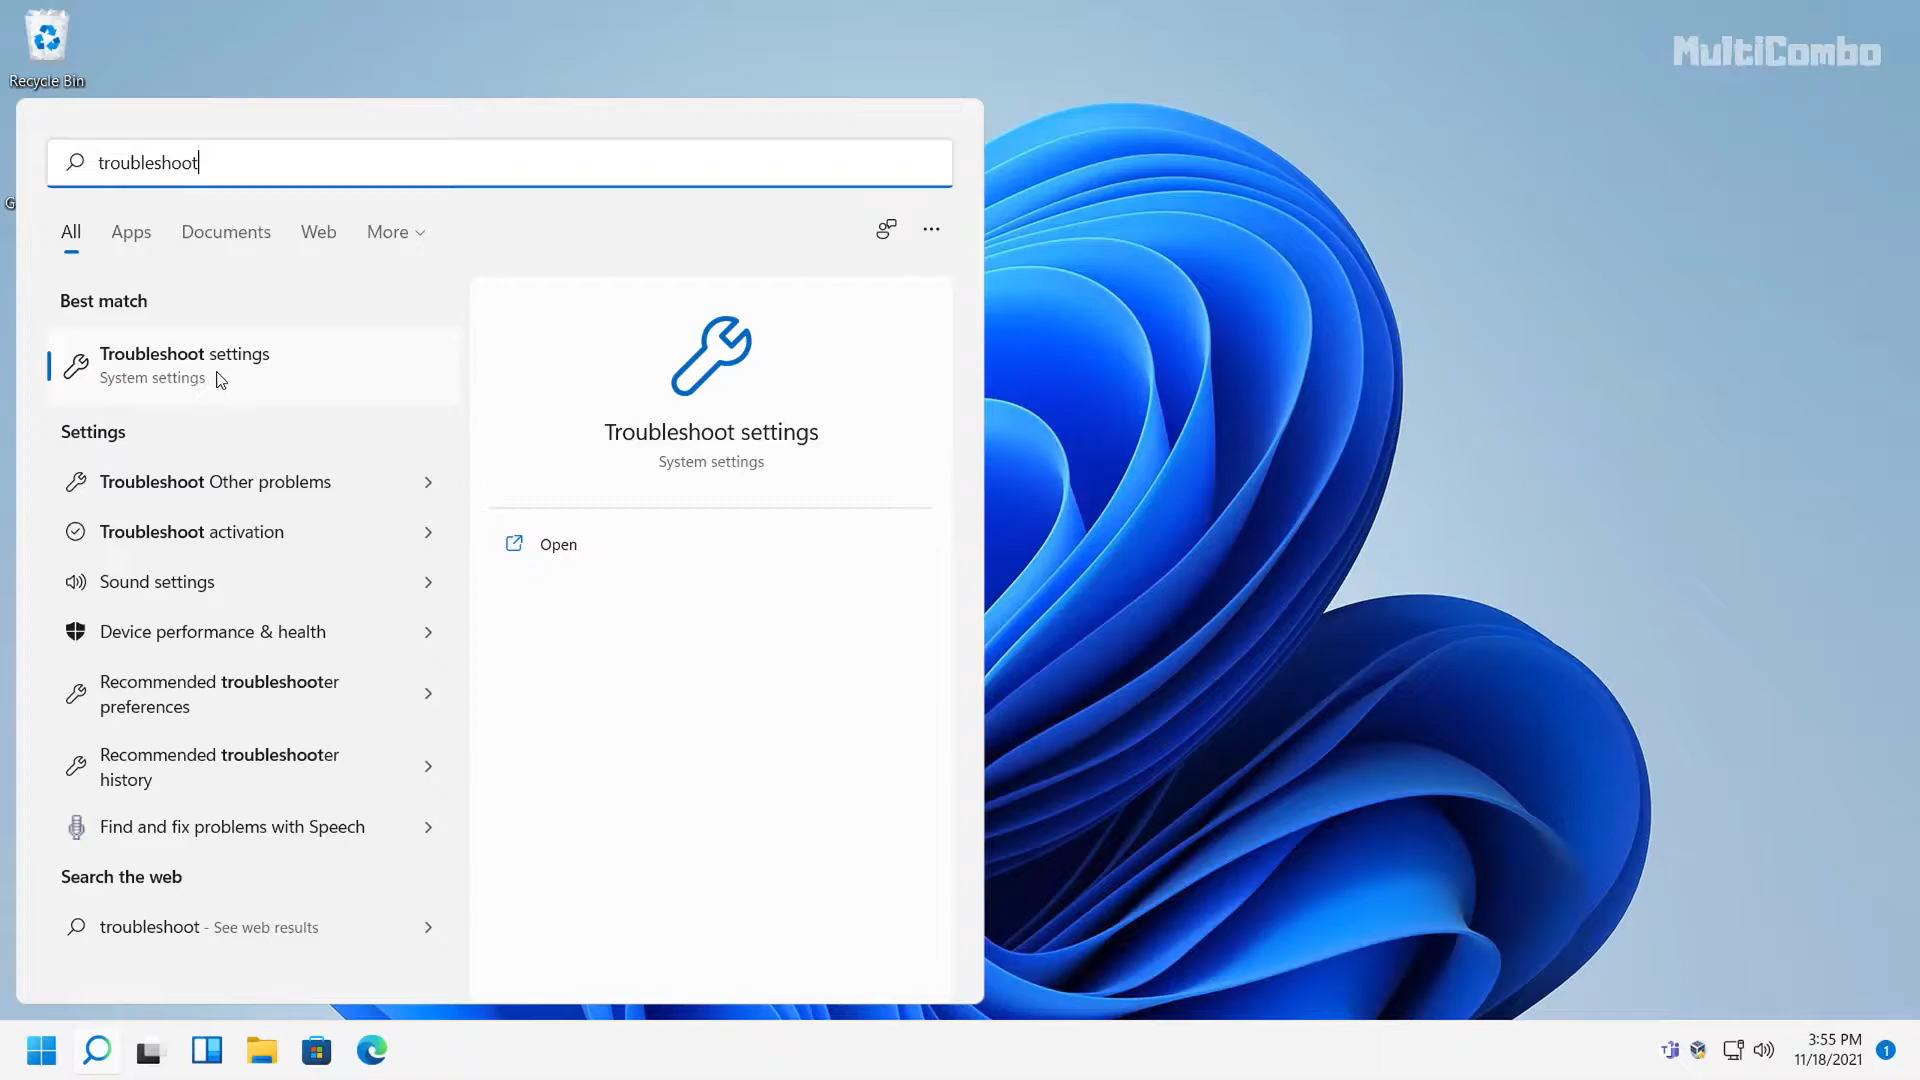 Recycle Bin
MultiCombo
G
troubleshoot
All Apps Documents Web More
Best match
Troubleshoot settings
System settings
Settings
Troubleshoot Other problems
Troubleshoot activation
Sound settings
Device performance & health
Recommended troubleshooter
preferences
Recommended troubleshooter
history
Find and fix problems with Speech
Search the web
troubleshoot - See web results
Troubleshoot settings
System settings
Open
3:55 PM
11/18/2021
1